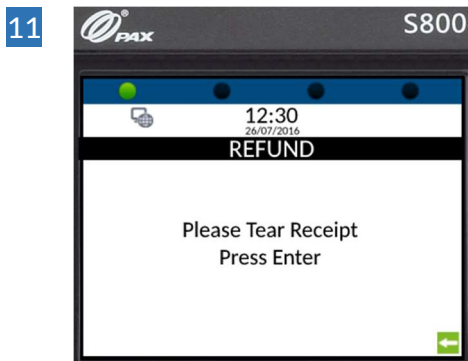 11
PAX®
S800
12:30
26/07/2016
REFUND
Please Tear Receipt
Press Enter